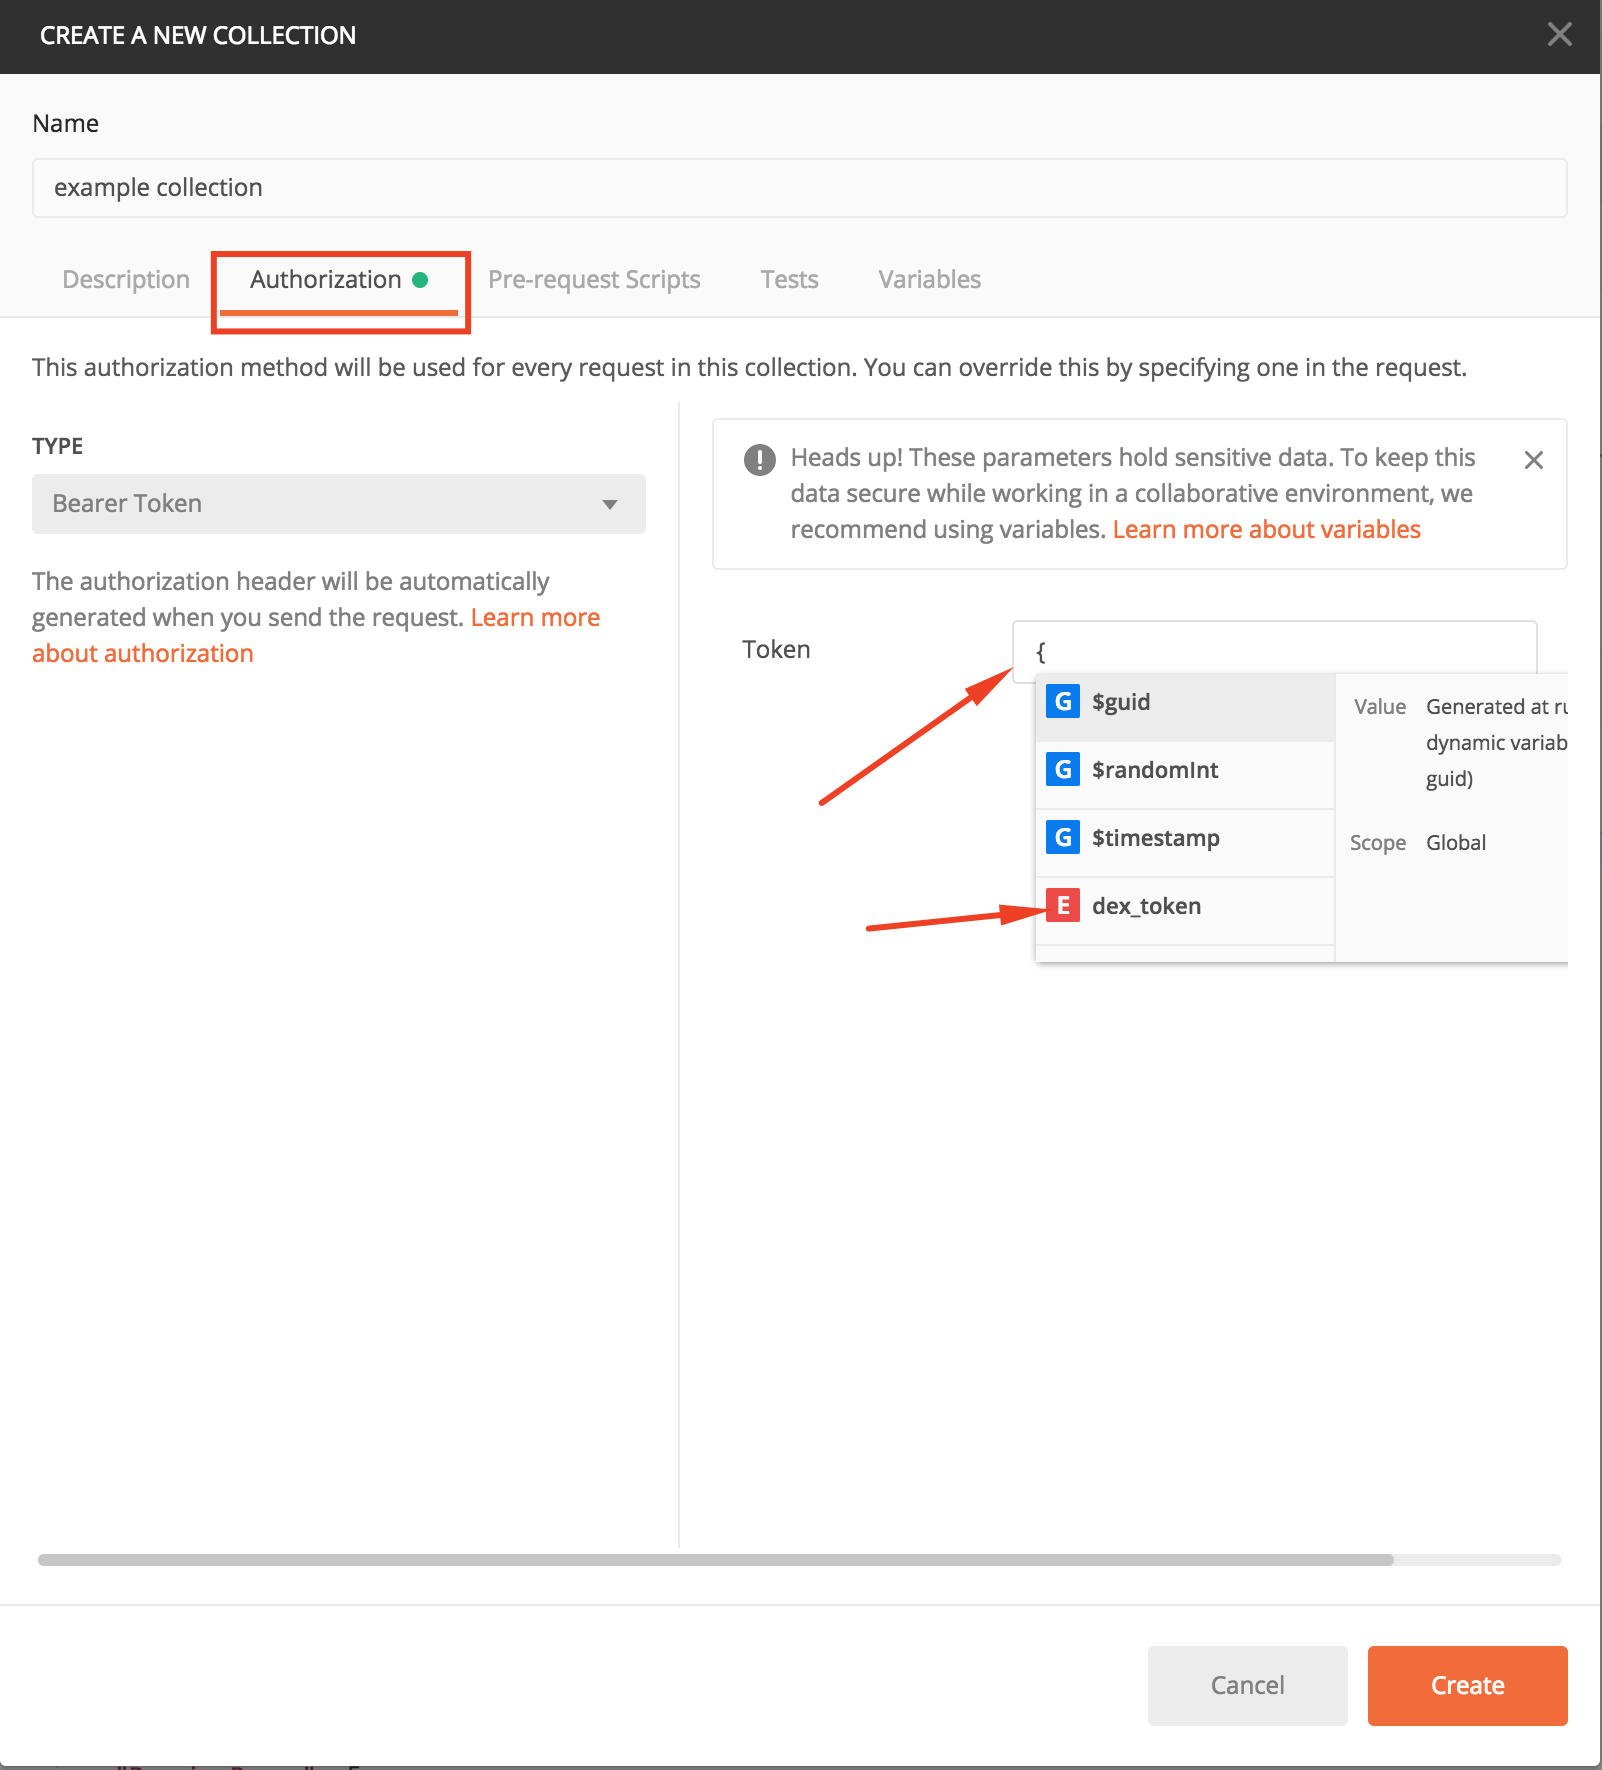 CREATE A NEW COLLECTION
Name
example collection
Description
Authorization
Pre-request Scripts
Tests
Variables
This authorization method will be used for every request in this collection. You can override this by specifying one in the request.
TYPE
Bearer Token
The authorization header will be automatically
generated when you send the request. Learn more
about authorization
! Heads up! These parameters hold sensitive data. To keep this
data secure while working in a collaborative environment, we
recommend using variables. Learn more about variables
Token
{
G $guid
G $randomInt
G $timestamp
E dex_token
Value Generated at
dynamic
guid)
Scope Global
Cancel
Create